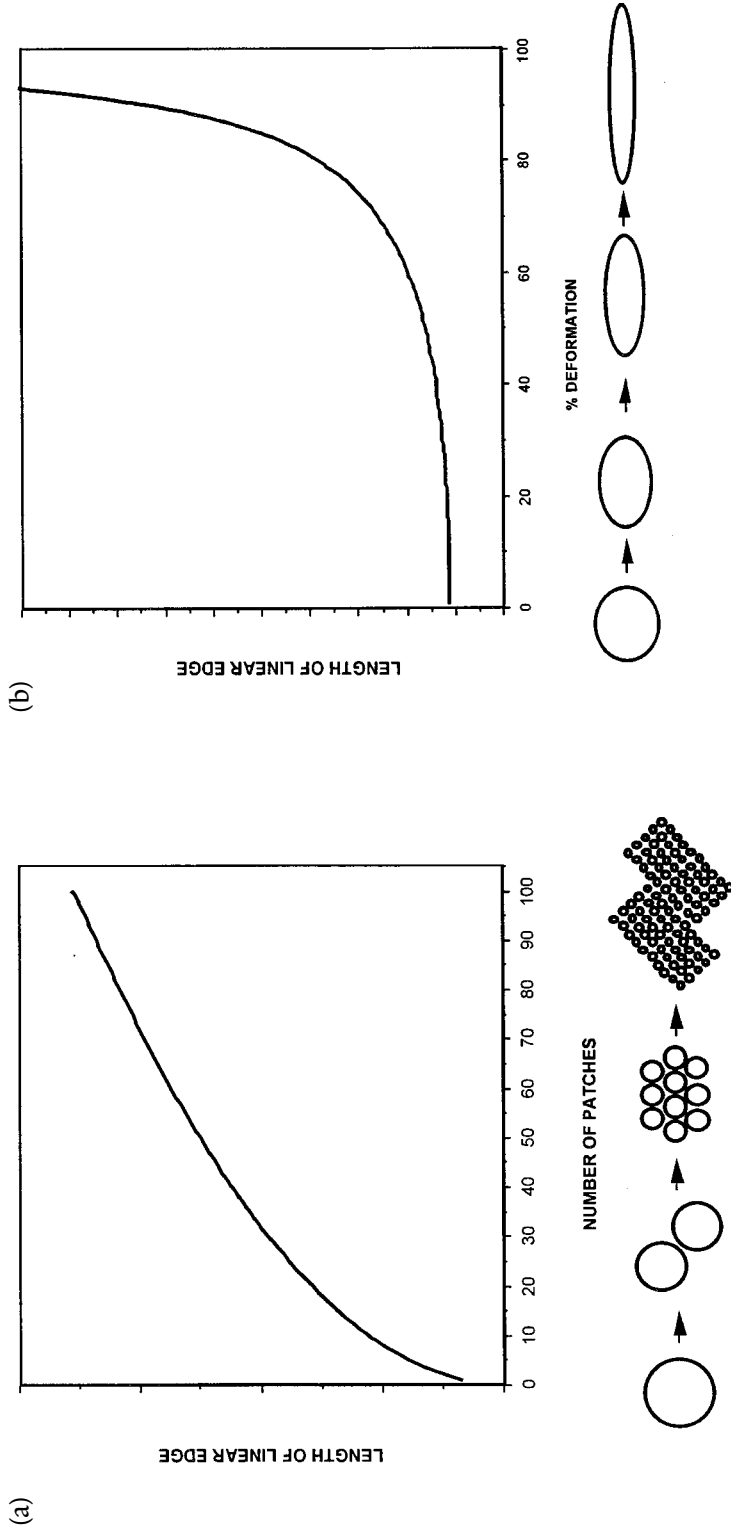 (a)
LENGTH OF LINEAR EDGE
0 10 20 30 40 50 60 70 80 90 100
NUMBER OF PATCHES
(b)
LENGTH OF LINEAR EDGE
0 20 40 60 80 100
% DEFORMATION